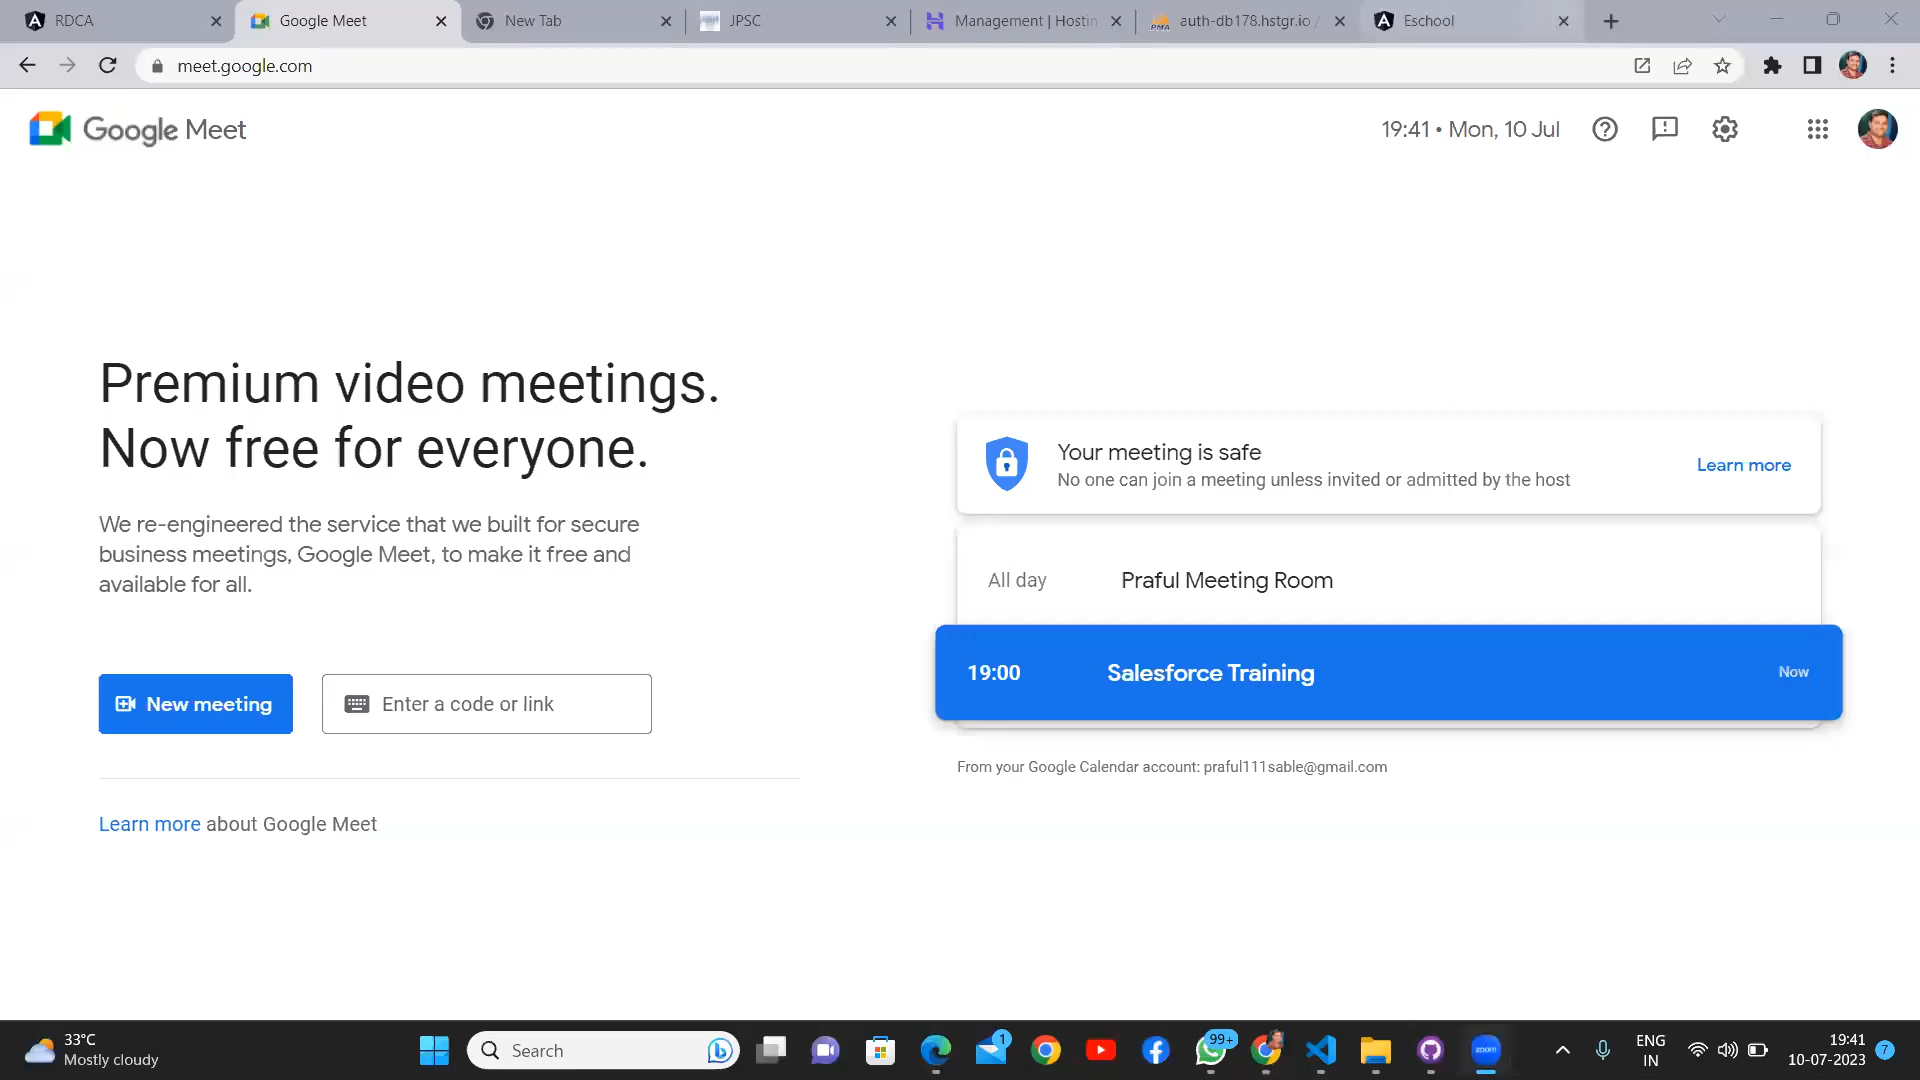 RDCA
Google Meet
New Tab
JPSC
Management | Hostin
auth-db178.hstgr.io /
Eschool
meet.google.com
Google Meet
19:41 • Mon, 10 Jul
Premium video meetings.
Now free for everyone.
We re-engineered the service that we built for secure
business meetings, Google Meet, to make it free and
available for all.
New meeting
Enter a code or link
Learn more about Google Meet
Your meeting is safe
No one can join a meeting unless invited or admitted by the host
Learn more
All day
Praful Meeting Room
19:00
Salesforce Training
Now
From your Google Calendar account: praful111sable@gmail.com
33°C
Mostly cloudy
Search
1
99+
zoom
ENG
IN
19:41
10-07-2023
7